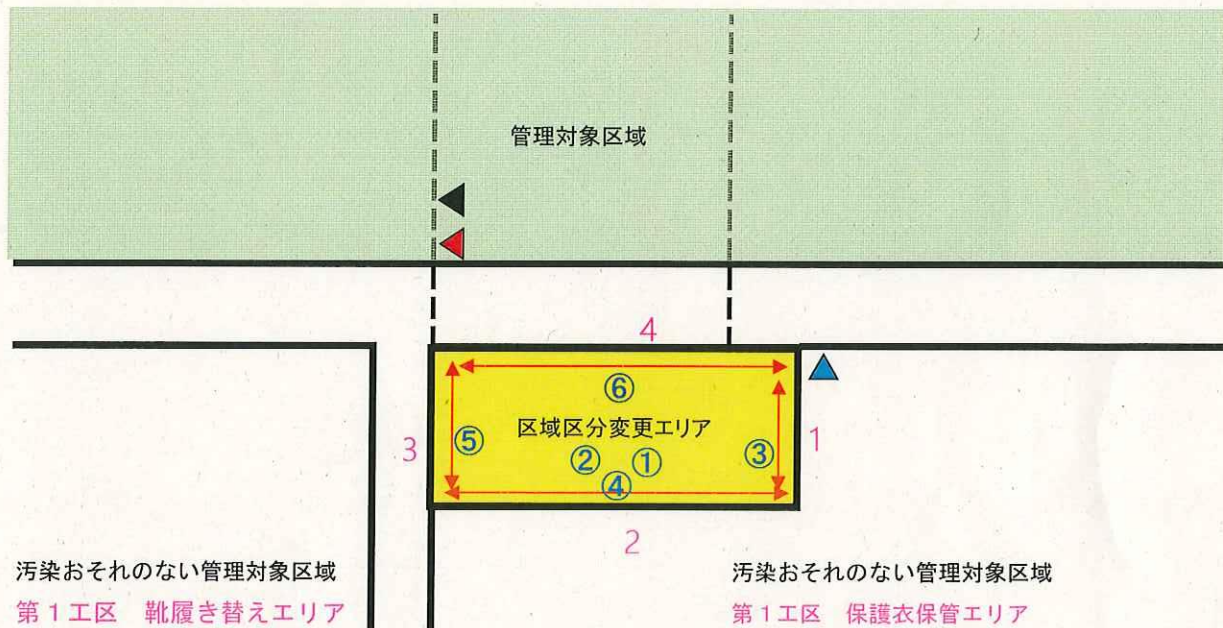 管理対象区域
4
⑥
区域区分変更エリア
3
⑤
②
①
③
1
④
2
汚染おそれのない管理対象区域
第1工区 靴履き替えエリア
汚染おそれのない管理対象区域
第1工区 保護衣保管エリア